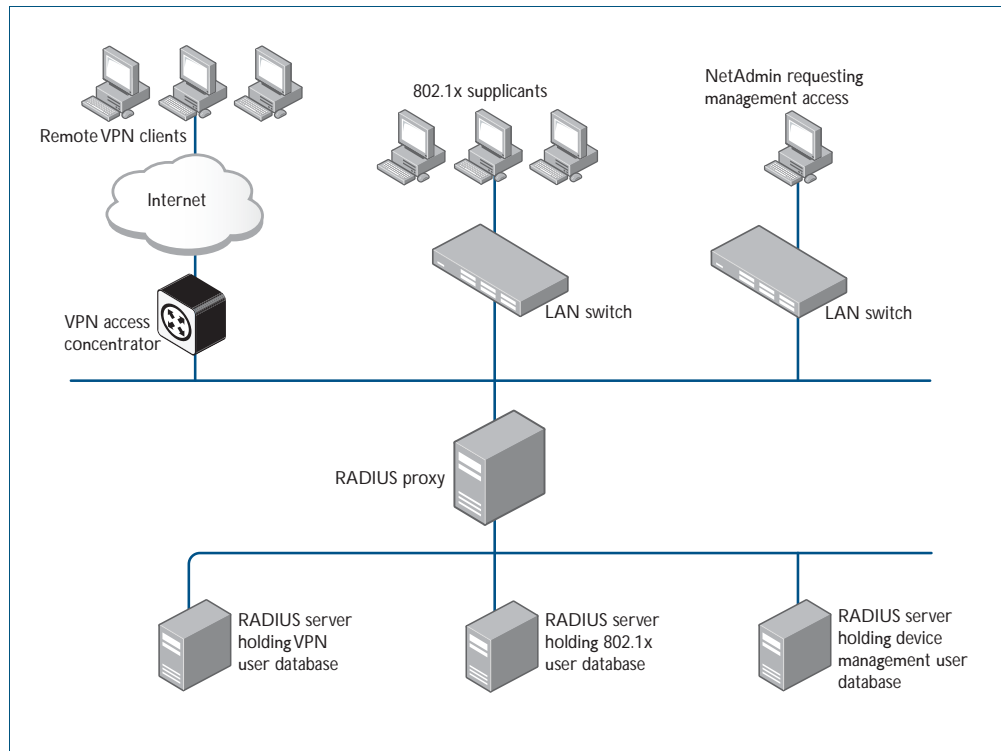 Remote VPN clients
802.1x supplicants
NetAdmin requesting
management access
Internet
VPN access
concentrator
LAN switch
LAN switch
RADIUS proxy
RADIUS server
holding VPN
user database
RADIUS server
holding 802.1x
user database
RADIUS server
holding device
management user
database